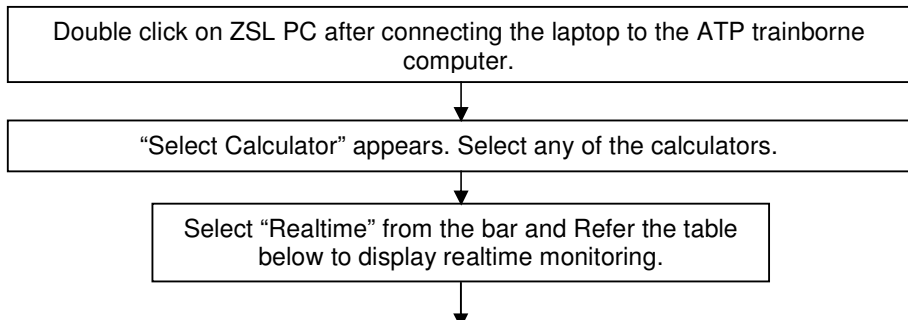 Double click on ZSL PC after connecting the laptop to the ATP trainborne
computer.
“Select Calculator” appears. Select any of the calculators.
Select “Realtime” from the bar and Refer the table
below to display realtime monitoring.